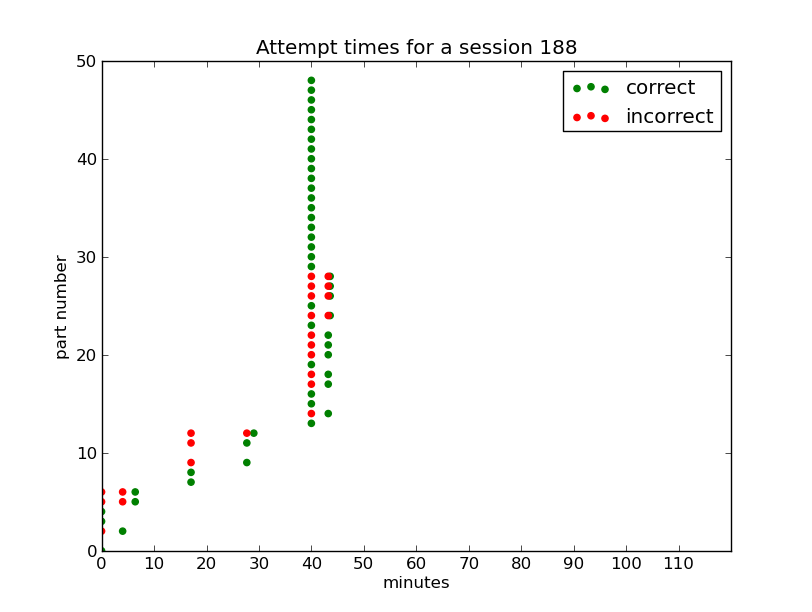 Attempt times for a session 188
correct
incorrect
50
40
30
20
10
0
part number
0 10 20 30 40 50 60 70 80 90 100 110
minutes